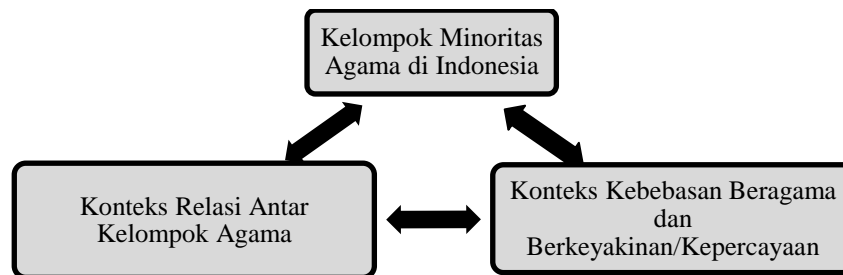 Kelompok Minoritas
Agama di Indonesia
Konteks Relasi Antar
Kelompok Agama
Konteks Kebebasan Beragama
dan
Berkeyakinan/Kepercayaan